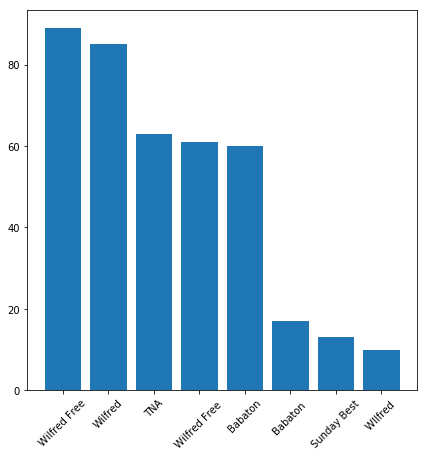 80
60
40
20
0
Wilfred Free
Wilfred
TNA
Wilfred Free
Babaton
Babaton
Sunday Best
WIlfred